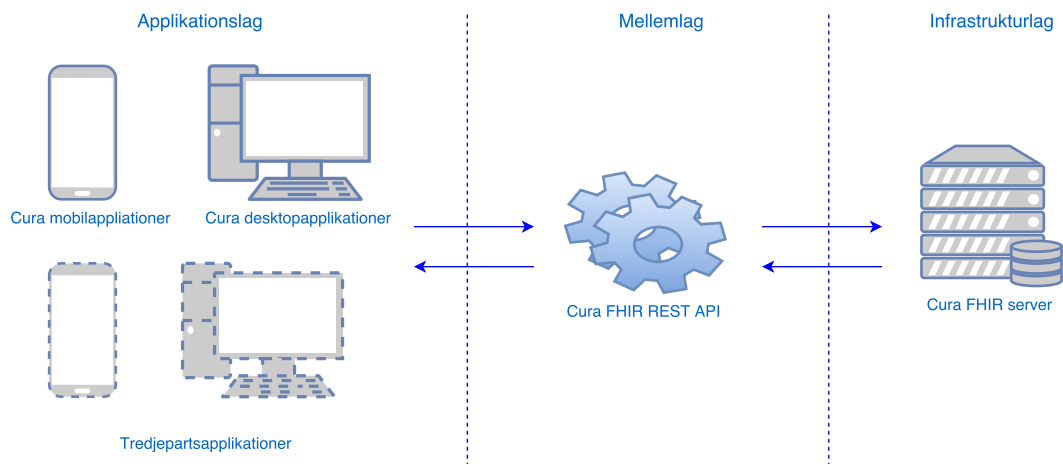 Applikationslag
Mellemlag
Infrastrukturlag
Cura mobilappliationer
Cura desktopapplikationer
Cura FHIR REST API
Cura FHIR server
Tredjepartsapplikationer